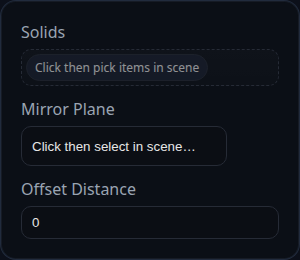 Solids
Click then pick items in scene
Mirror Plane
Click then select in scene…
Offset Distance
0